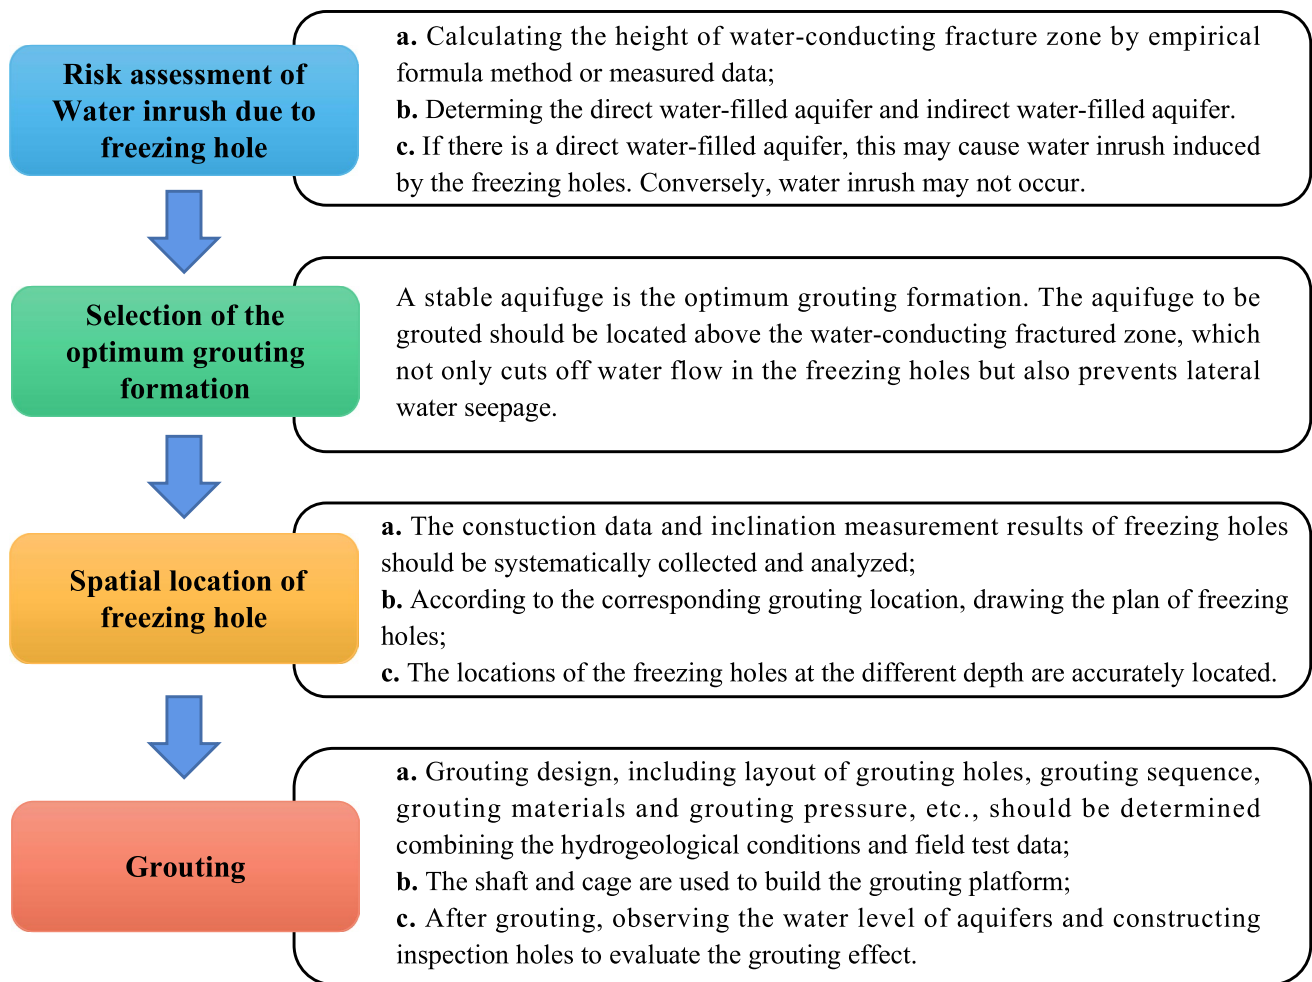 Risk assessment of
Water inrush due to
freezing hole
a. Calculating the height of water-conducting fracture zone by empirical
formula method or measured data;
b. Determing the direct water-filled aquifer and indirect water-filled aquifer.
c. If there is a direct water-filled aquifer, this may cause water inrush induced
by the freezing holes. Conversely, water inrush may not occur.
Selection of the
optimum grouting
formation
A stable aquifuge is the optimum grouting formation. The aquifuge to be
grouted should be located above the water-conducting fractured zone, which
not only cuts off water flow in the freezing holes but also prevents lateral
water seepage.
Spatial location of
freezing hole
a. The constuction data and inclination measurement results of freezing holes
should be systematically collected and analyzed;
b. According to the corresponding grouting location, drawing the plan of freezing
holes;
c. The locations of the freezing holes at the different depth are accurately located.
Grouting
a. Grouting design, including layout of grouting holes, grouting sequence,
grouting materials and grouting pressure, etc., should be determined
combining the hydrogeological conditions and field test data;
b. The shaft and cage are used to build the grouting platform;
c. After grouting, observing the water level of aquifers and constructing
inspection holes to evaluate the grouting effect.